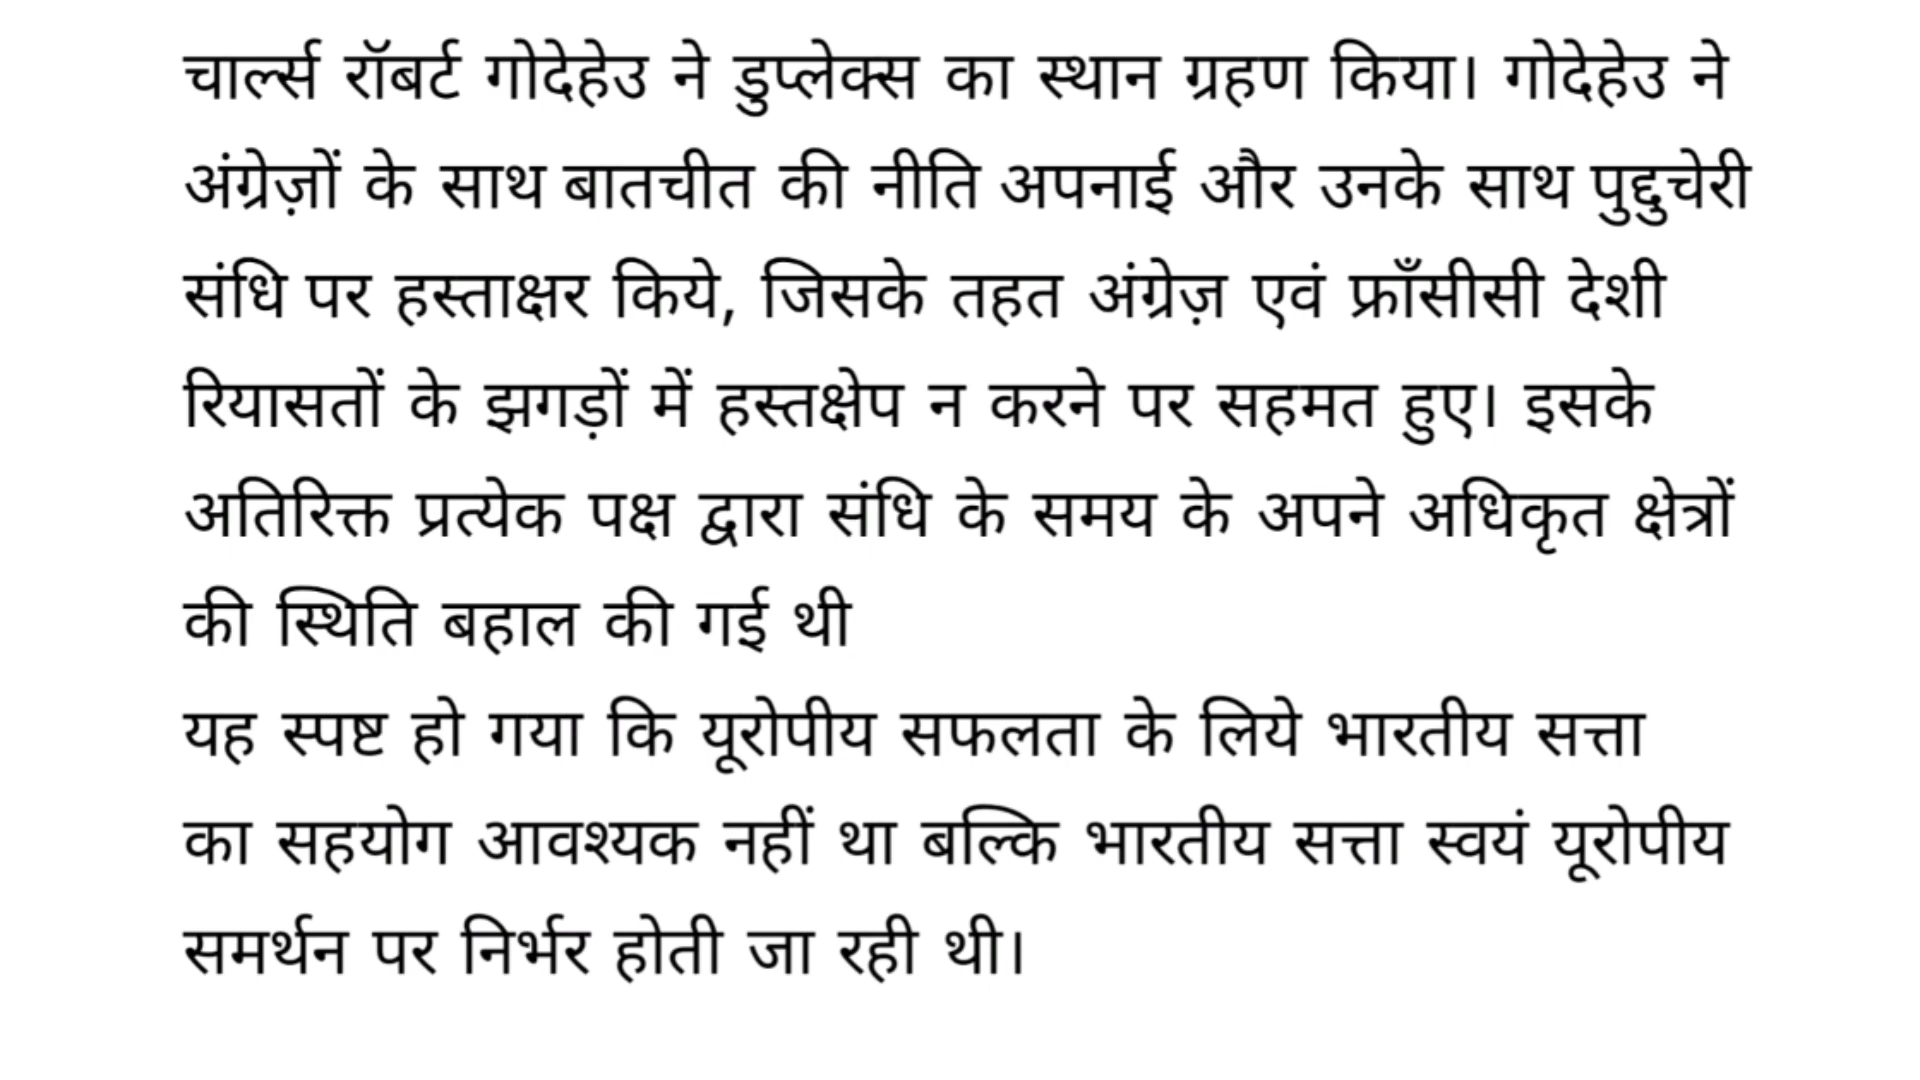 चार्ल्स रॉबर्ट गोदेहेउ ने डुप्लेक्स का स्थान ग्रहण किया। गोदेहेउ ने
अंग्रेज़ों के साथ बातचीत की नीति अपनाई और उनके साथ पुद्दुचेरी
संधि पर हस्ताक्षर किये, जिसके तहत अंग्रेज़ एवं फ्राँसीसी देशी
रियासतों के झगड़ों में हस्तक्षेप न करने पर सहमत हुए। इसके
अतिरिक्त प्रत्येक पक्ष द्वारा संधि के समय के अपने अधिकृत क्षेत्रों
की स्थिति बहाल की गई थी
यह स्पष्ट हो गया कि यूरोपीय सफलता के लिये भारतीय सत्ता
का सहयोग आवश्यक नहीं था बल्कि भारतीय सत्ता स्वयं यूरोपीय
समर्थन पर निर्भर होती जा रही थी।